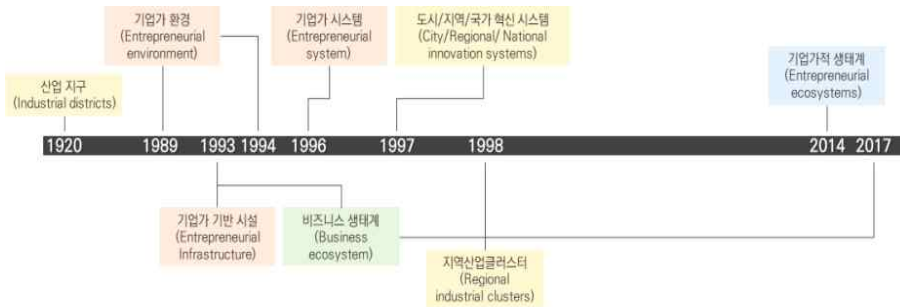 기업가 환경
(Entrepreneurial
environment)
기업가 시스템
(Entrepreneurial
system)
도시/지역/국가 혁신 시스템
(City/Regional/ National
innovation systems)
기업가적 생태계
(Entrepreneurial
ecosystems)
산업 지구
(Industrial districts)
1920 1989 1993 1994 1996 1997 1998 2014 2017
기업가 기반 시설
(Entrepreneurial
Infrastructure)
비즈니스 생태계
(Business
ecosystem)
지역산업클러스터
(Regional
industrial clusters)